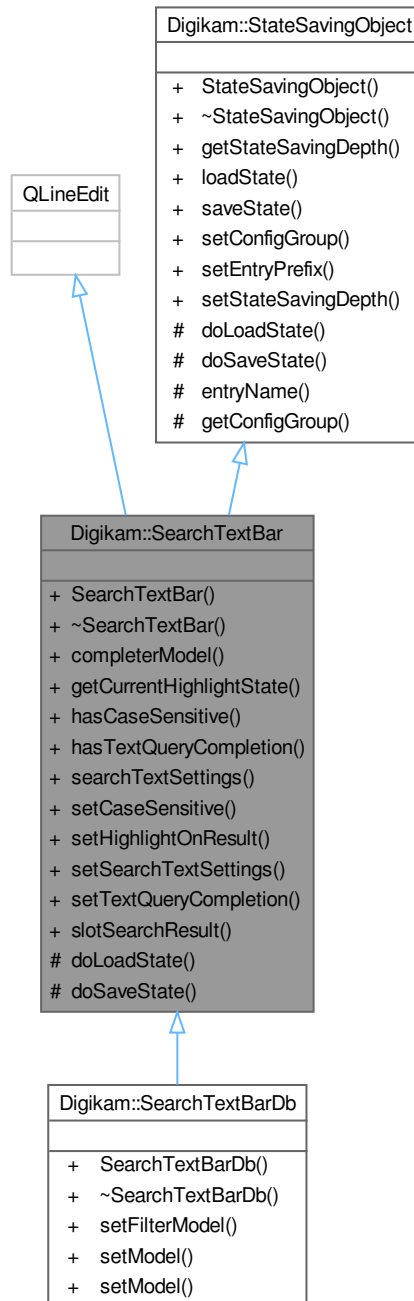 Digikam::StateSavingObject
+ StateSavingObject()
+ ~StateSavingObject()
+ getStateSavingDepth()
+ loadState()
+ saveState()
+ setConfigGroup()
+ setEntryPrefix()
+ setStateSavingDepth()
# doLoadState()
# doSaveState()
# entryName()
# getConfigGroup()
QLineEdit
Digikam::SearchTextBar
+ SearchTextBar()
+ ~SearchTextBar()
+ completerModel()
+ getCurrentHighlightState()
+ hasCaseSensitive()
+ hasTextQueryCompletion()
+ searchTextSettings()
+ setCaseSensitive()
+ setHighlightOnResult()
+ setSearchTextSettings()
+ setTextQueryCompletion()
+ slotSearchResult()
# doLoadState()
# doSaveState()
Digikam::SearchTextBarDb
+ SearchTextBarDb()
+ ~SearchTextBarDb()
+ setFilterModel()
+ setModel()
+ setModel()